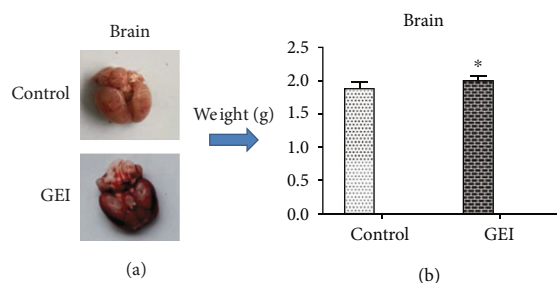 Brain
Control
GEI
(a)
Weight (g)
Brain
2.5
2.0
1.5
1.0
0.5
0.0
*
Control
GEI
(b)